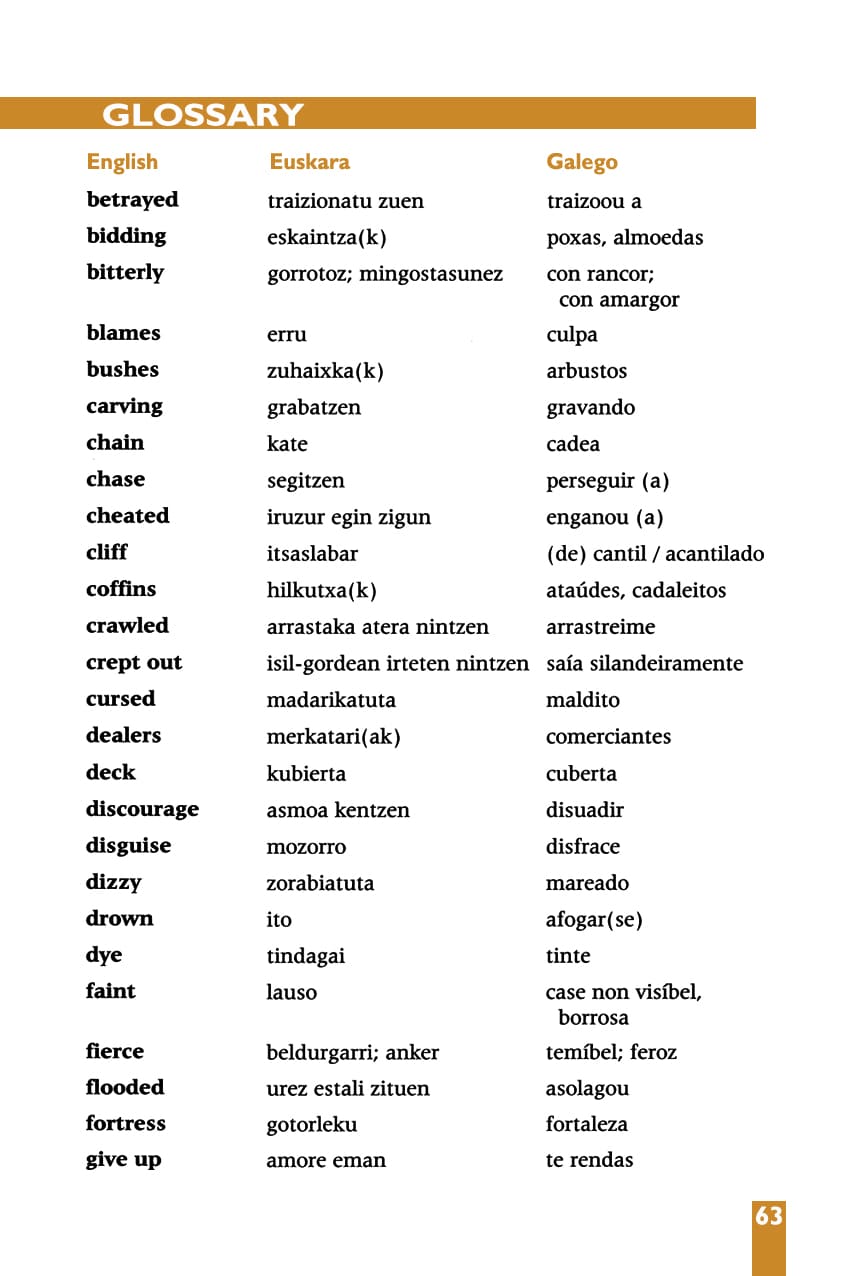 GLOSSARY
English Euskara Galego
betrayed traizionatu zuen traizoou a
bidding eskaintza(k) poxas, almoedas
bitterly gorrotoz; mingostasunez con rancor;
con amargor
blames erru culpa
bushes zuhaixka(k) arbustos
carving grabatzen gravando
chain kate cadea
chase segitzen perseguir (a)
cheated iruzur egin zigun enganou (a)
cliff itsaslabar (de) cantil / acantilado
coffins hilkutxa(k) ataúdes, cadaleitos
crawled arrastaka atera nintzen arrastreime
crept out isil-gordean irteten nintzen saía silandeiramente
cursed madarikatuta maldito
dealers merkatari(ak) comerciantes
deck kubierta cuberta
discourage asmoa kentzen disuadir
disguise mozorro disfrace
dizzy zorabiatuta mareado
drown ito afogar(se)
dye tindagai tinte
faint lauso case non visíbel,
borrosa
fierce beldurgarri; anker temíbel; feroz
flooded urez estali zituen asolagou
fortress gotorleku fortaleza
give up amore eman te rendas
63